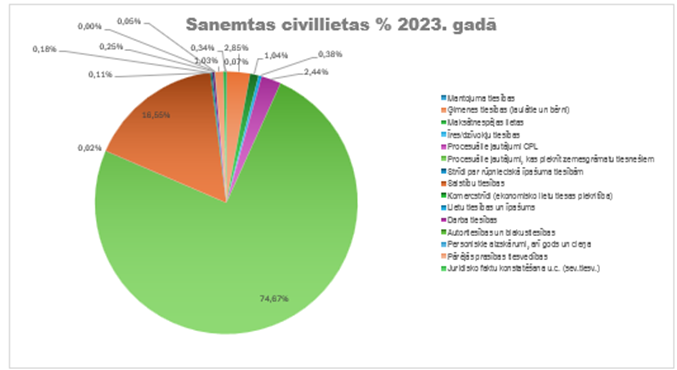 Saņemtas civillietas % 2023. gadā
0,05%
0,00%
0,25%
0,34%
2,85%
0,18%
1,03%
0,07%
1,04%
0,38%
0,11%
2,44%
16,55%
0,02%
74,67%
Mantojuma tiesības
Ģimenes tiesības (laulātie un bērni)
Maksātnespējas lietas
Īres/dzīvokļu tiesības
Procesuālie jautājumi CPL
Procesuālie jautājumi, kas piekrīt zemesgrāmatu tiesnešiem
Strīdi par rūpnieciskā īpašuma tiesībām
Saistību tiesības
Komercstrīdi (ekonomisko lietu tiesas piekritība)
Lietu tiesības un īpašums
Darba tiesības
Autortiesības un blakustiesības
Personiskie aizskārumi, arī gods un cieņa
Pārējās prasības tiesvedības
Juridisko faktu konstatēšana u.c. (sev.tiesv.)